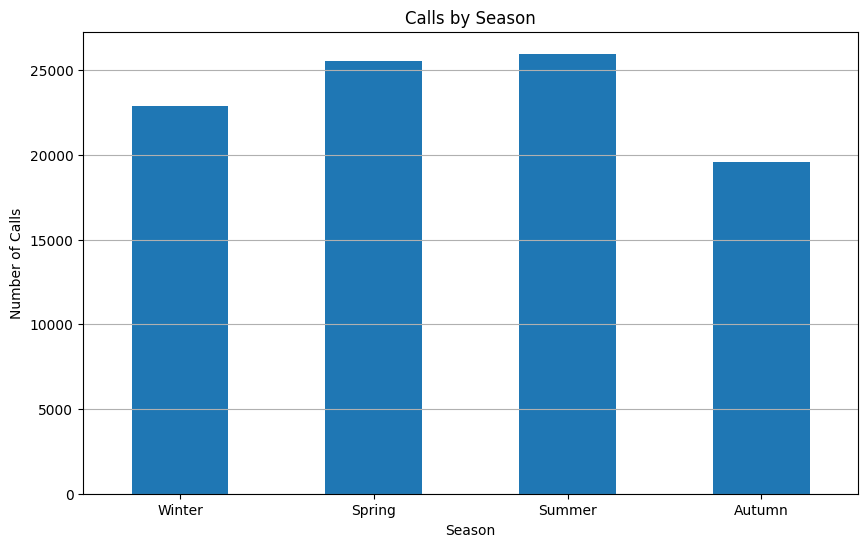 Calls by Season
Number of Calls
25000
20000
15000
10000
5000
0
Winter Spring Summer Autumn
Season